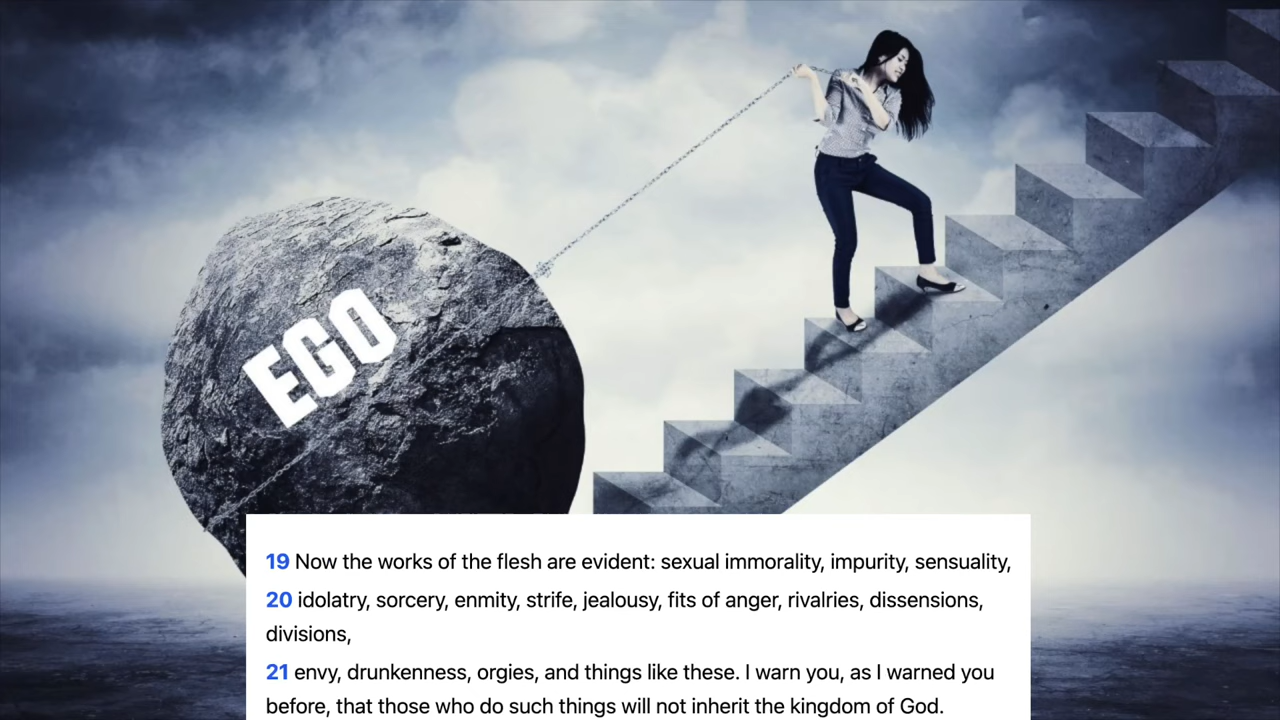 EGO
19 Now the works of the flesh are evident: sexual immorality, impurity, sensuality,
20 idolatry, sorcery, enmity, strife, jealousy, fits of anger, rivalries, dissensions,
divisions,
21 envy, drunkenness, orgies, and things like these. I warn you, as I warned you
before, that those who do such things will not inherit the kingdom of God.